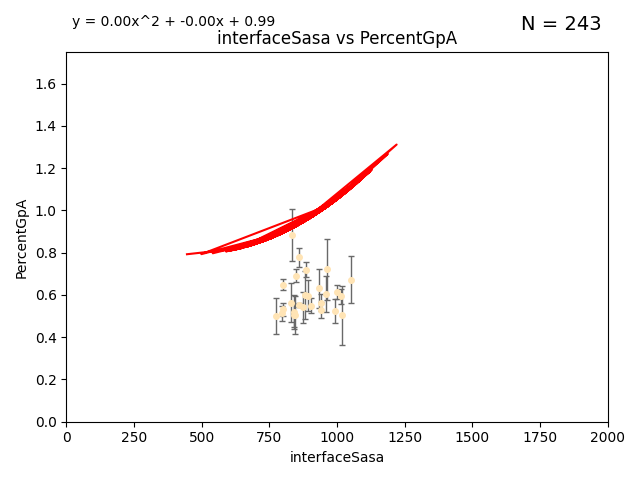 y = 0.00x^2 + -0.00x + 0.99
N = 243
interfaceSasa vs PercentGpA
PercentGpA
1.6
1.4
1.2
1.0
0.8
0.6
0.4
0.2
0.0
0 250 500 750 1000 1250 1500 1750 2000
interfaceSasa